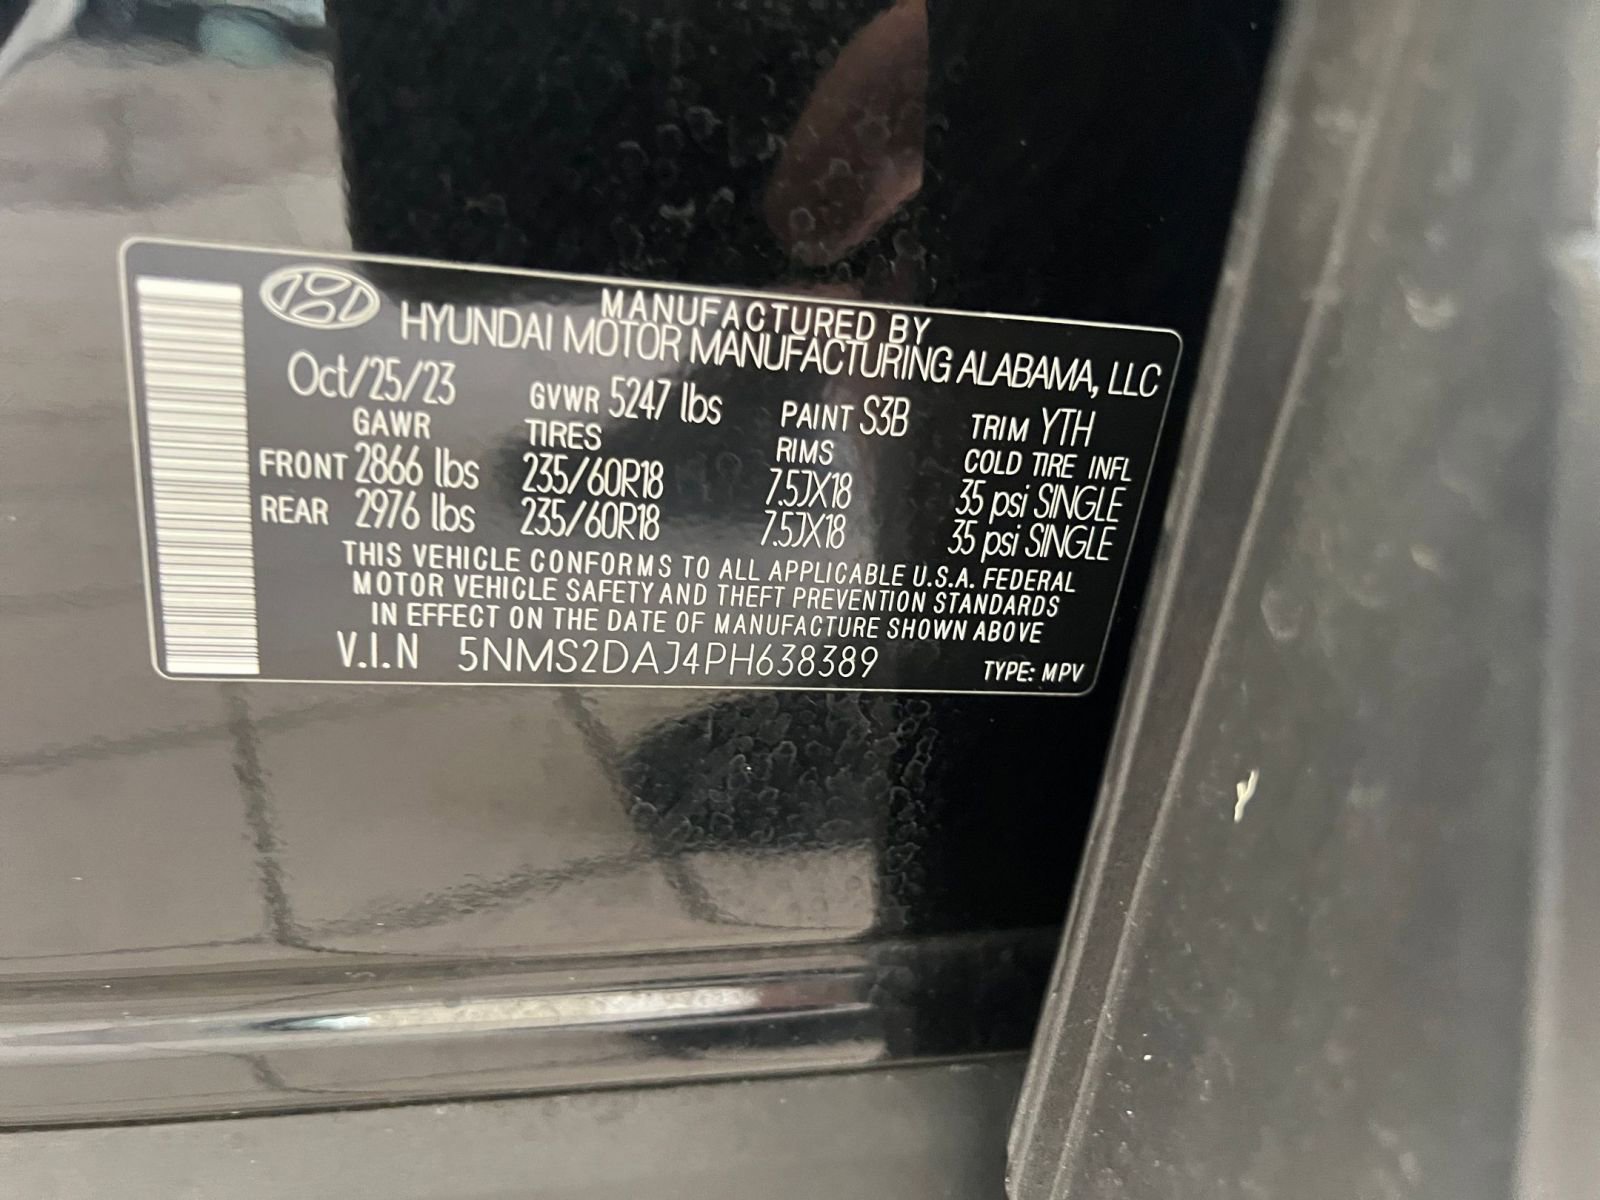 MANUFACTURED BY
HYUNDAI MOTOR MANUFACTURING ALABAMA, LLC
Oct/25/23 GVWR 5247 lbs PAINT S3B TRIM YTH
GAWR TIRES RIMS COLD TIRE INFL
FRONT 2866 lbs 235/60R18 7.5JX18 35 psi SINGLE
REAR 2976 lbs 235/60R18 7.5JX18 35 psi SINGLE
THIS VEHICLE CONFORMS TO ALL APPLICABLE U.S.A. FEDERAL
MOTOR VEHICLE SAFETY AND THEFT PREVENTION STANDARDS
IN EFFECT ON THE DATE OF MANUFACTURE SHOWN ABOVE
V.I.N 5NMS2DAJ4PH638389 TYPE: MPV